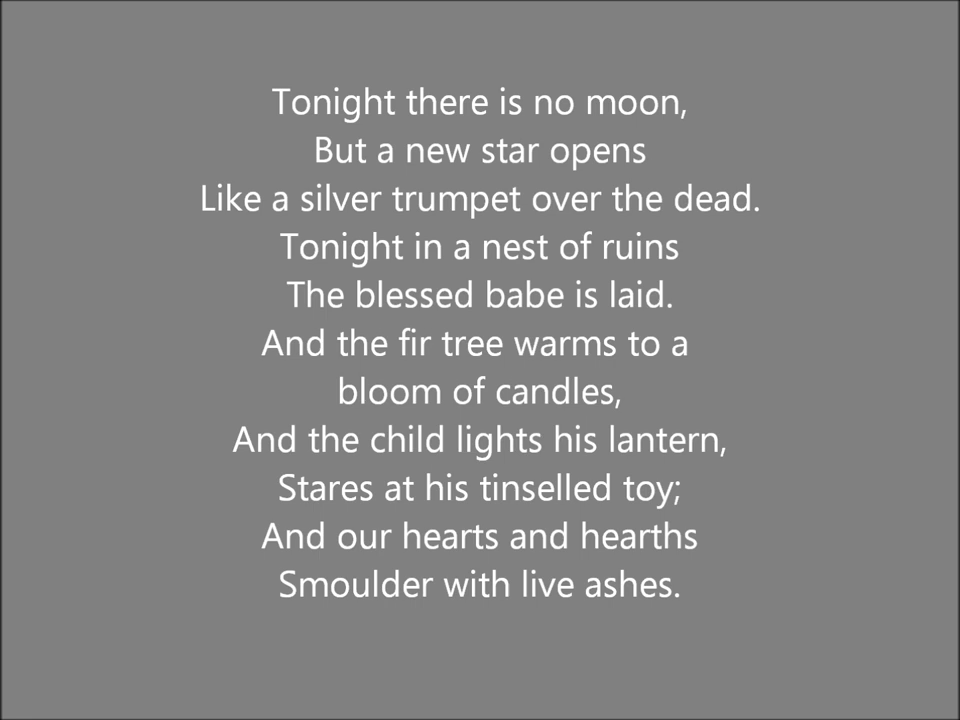 Tonight there is no moon,
But a new star opens
Like a silver trumpet over the dead.
Tonight in a nest of ruins
The blessed babe is laid.
And the fir tree warms to a
bloom of candles,
And the child lights his lantern,
Stares at his tinselled toy;
And our hearts and hearths
Smoulder with live ashes.